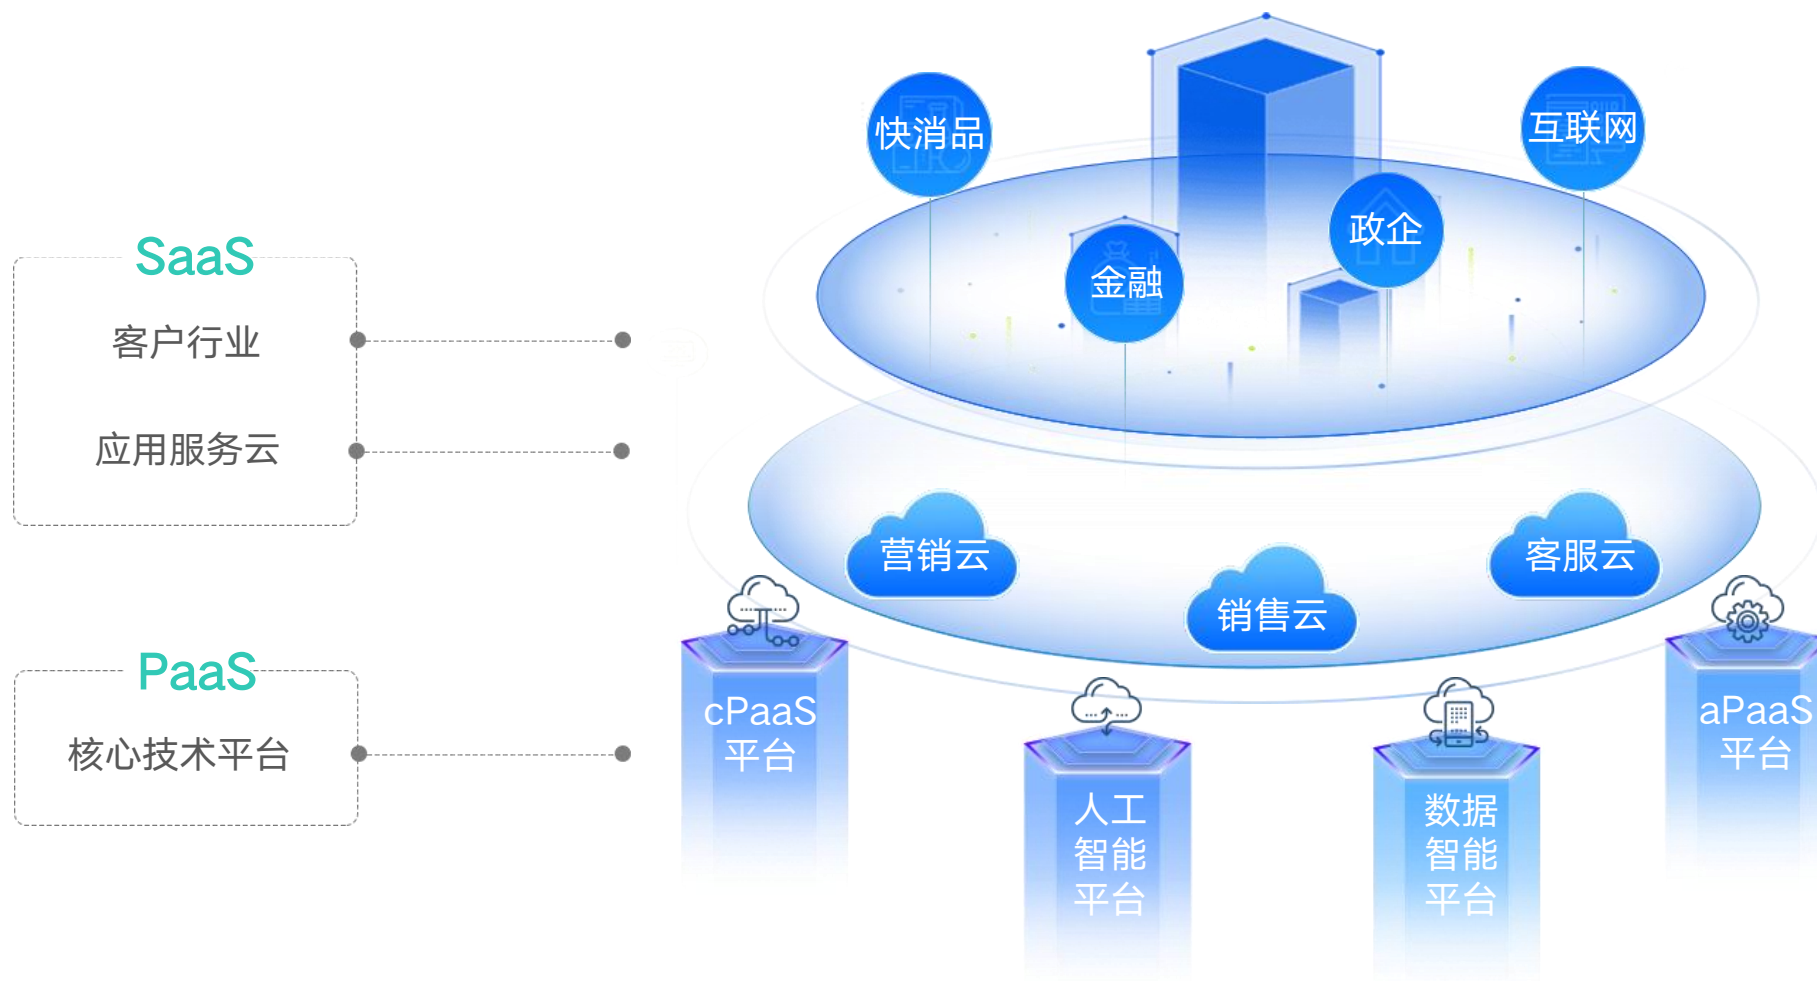 SaaS
客户行业
应用服务云
PaaS
核心技术平台
快消品
互联网
政企
金融
营销云
销售云
客服云
cPaaS
平台
人工
智能
平台
数据
智能
平台
aPaaS
平台